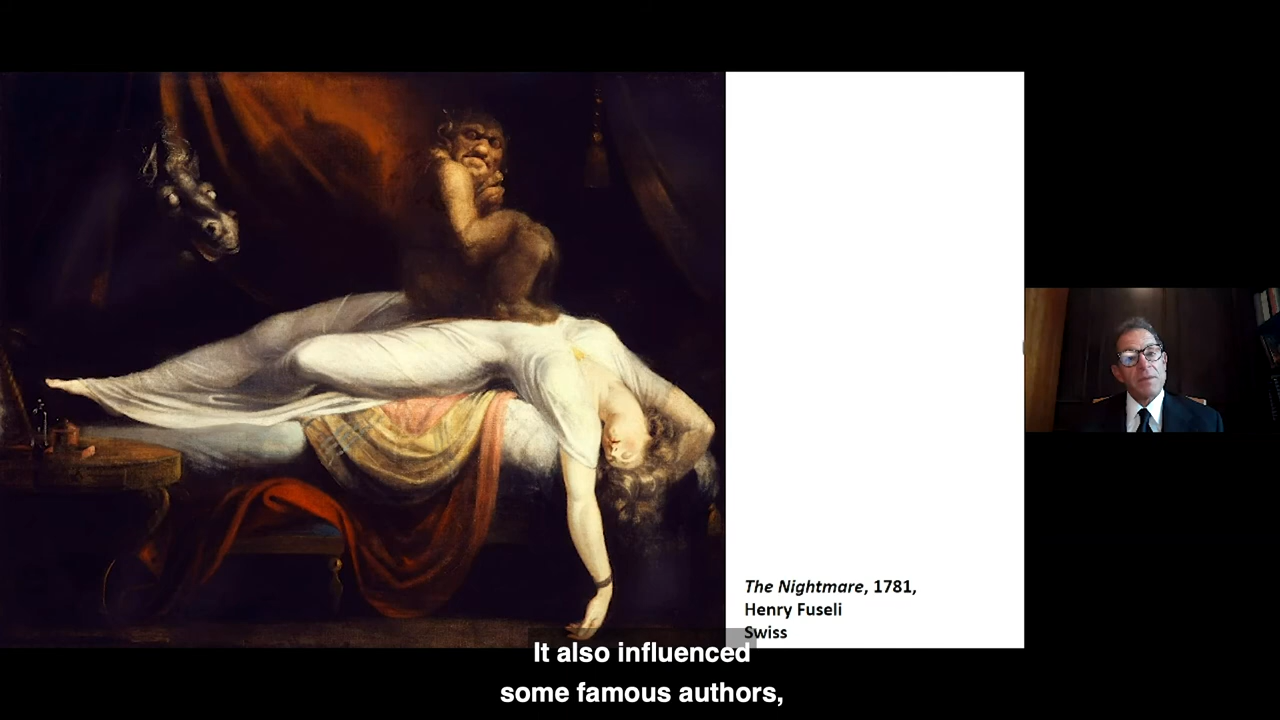 The Nightmare, 1781,
Henry Fuseli
Swiss
It also influenced
some famous authors,